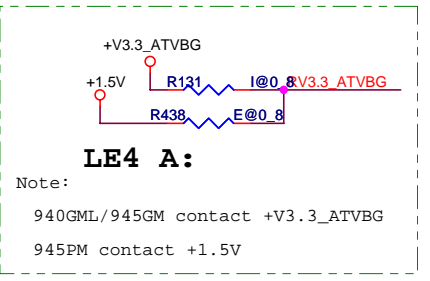 +V3.3_ATVBG
+1.5V R131 I@0_8 RV3.3_ATVBG
R438 E@0_8
LE4 A:
Note:
940GML/945GM contact +V3.3_ATVBG
945PM contact +1.5V